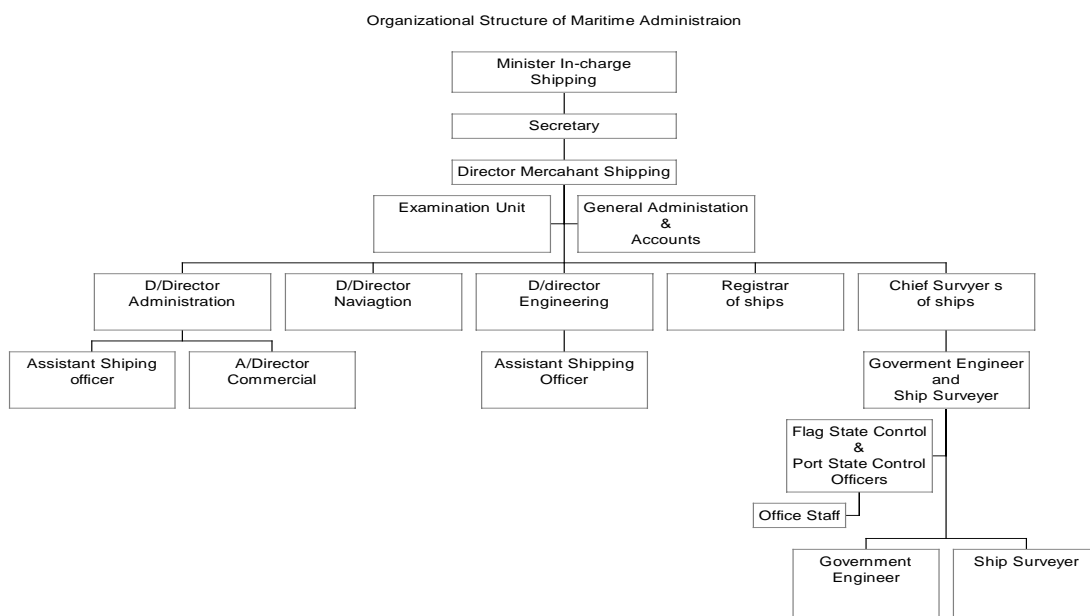 Organizational Structure of Maritime Administraion
Minister In-charge
Shipping
Secretary
Director Mercahant Shipping
Examination Unit
General Administation
&
Accounts
D/Director
Administration
D/Director
Naviagtion
D/director
Engineering
Registrar
of ships
Chief Survyer s
of ships
Assistant Shiping
officer
A/Director
Commercial
Assistant Shipping
Officer
Goverment Engineer
and
Ship Surveyer
Flag State Conrtol
&
Port State Control
Officers
Office Staff
Government
Engineer
Ship Surveyer